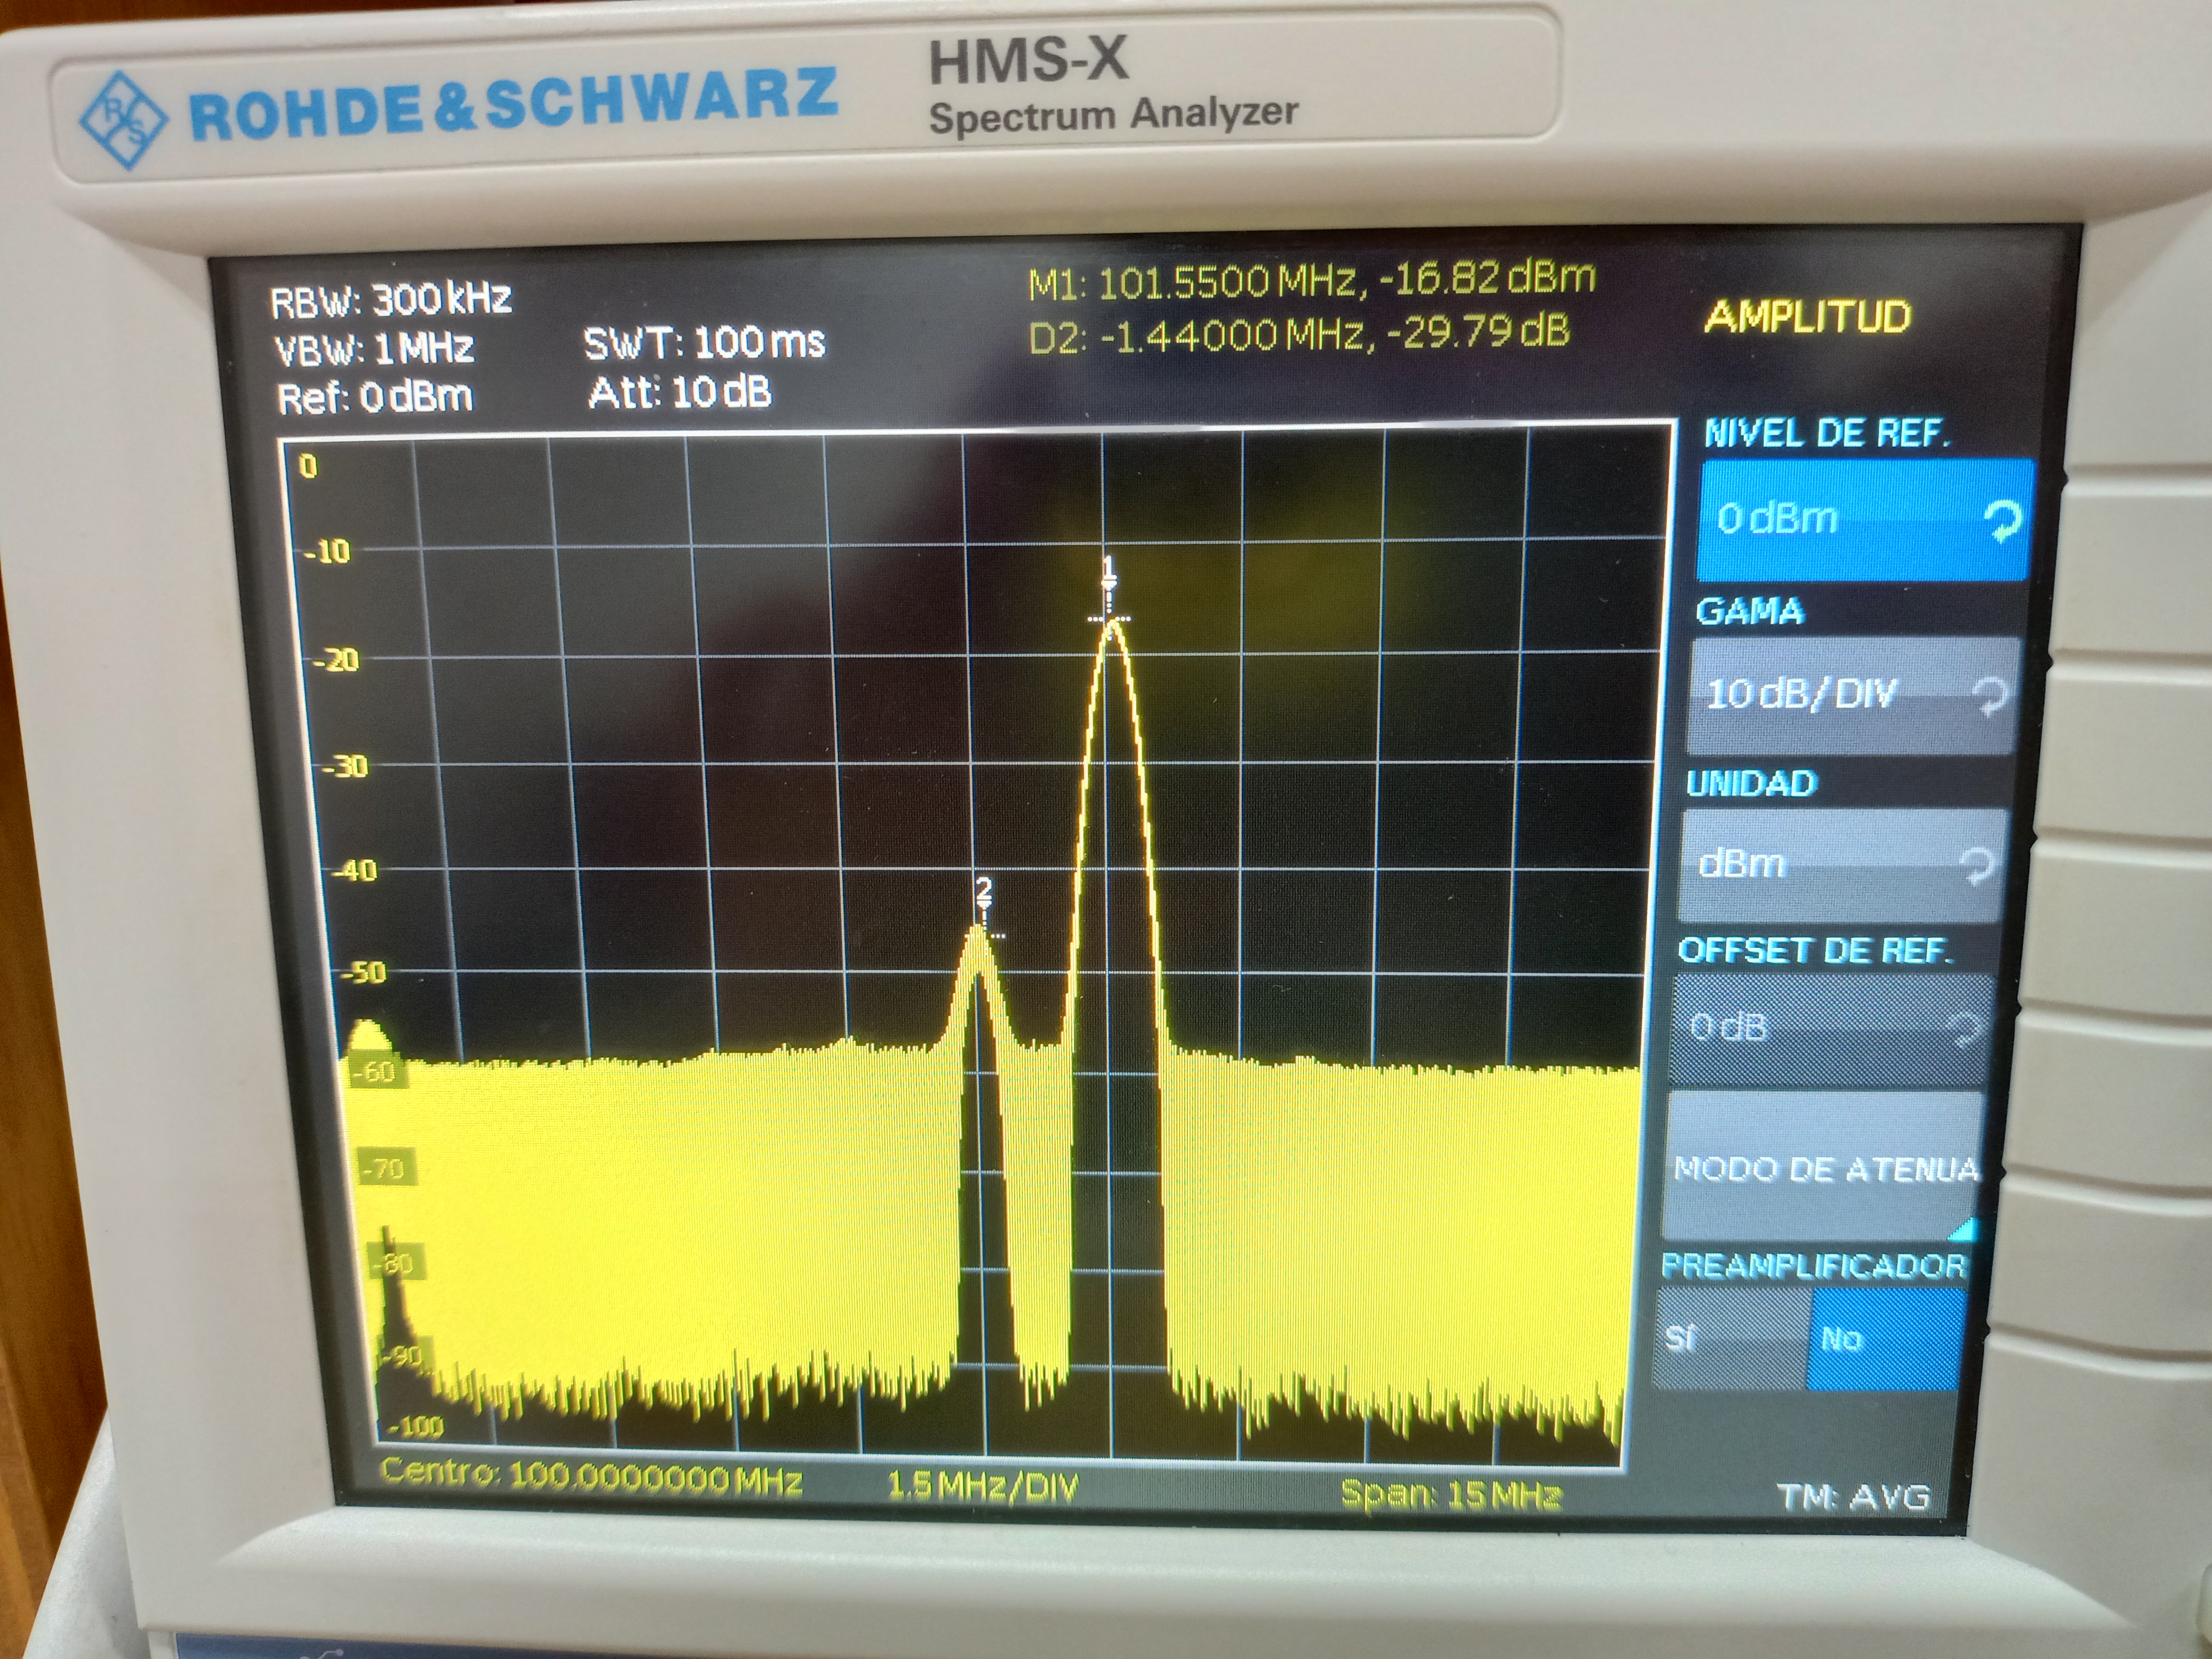 ROHDE & SCHWARZ
HMS-X
Spectrum Analyzer
RBW: 300 kHz
VBW: 1 MHz
SWT: 100 ms
Ref: 0 dBm
Att: 10 dB
M1: 101.5500 MHz, -16.82 dBm
D2: -1.44000 MHz, -29.79 dB
AMPLITUD
NIVEL DE REF.
0 dBm
GAMA
10 dB/DIV
UNIDAD
dBm
OFFSET DE REF.
0 dB
MODO DE ATENUA
PREAMPLIFICADOR
Sí
No
TM: AVG
0
-10
-20
-30
-40
-50
-60
-70
-80
-90
-100
1
2
Centro: 100.0000000 MHz
1.5 MHz/DIV
Span: 15 MHz